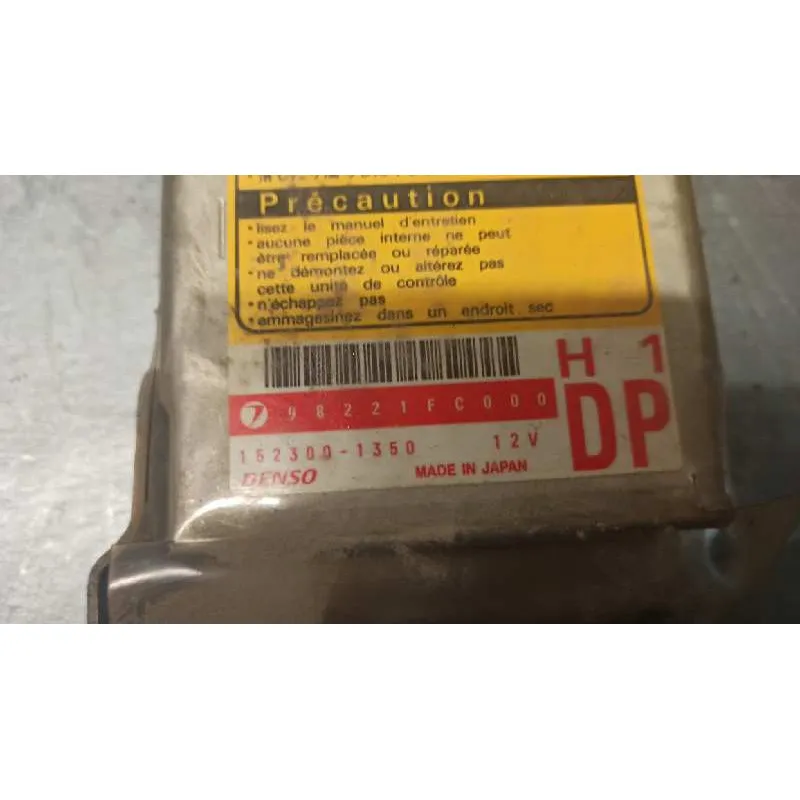 Précaution
• lisez le manuel d'entretien
• aucune pièce interne ne peut
être remplacée ou réparée
• ne démontez ou altérez pas
cette unité de contrôle
• n'échappez pas
• emmagasinez dans un endroit sec
H 1
98221FC000
DP
152300-1350 12V
DENSO MADE IN JAPAN